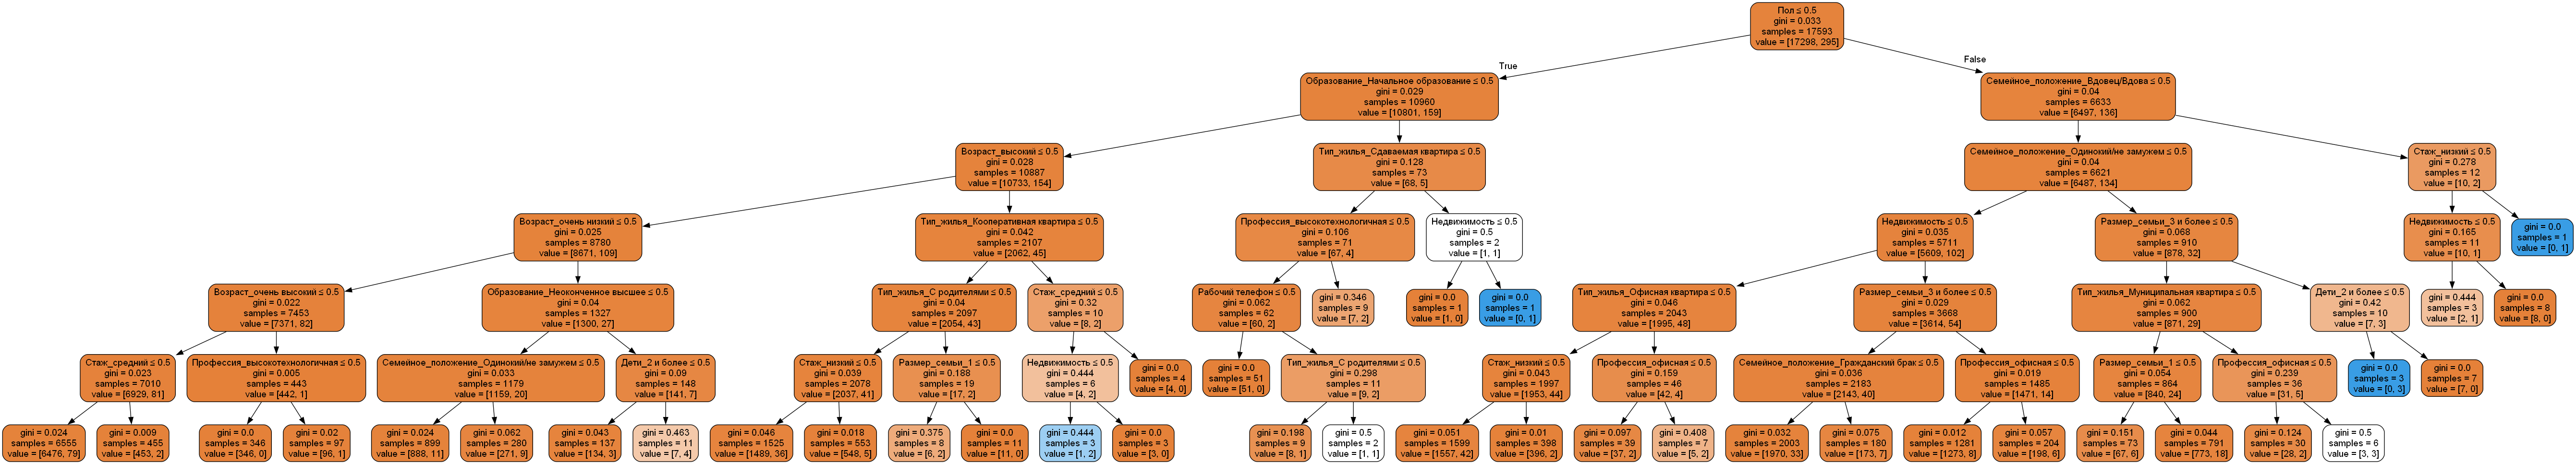 Пол ≤ 0.5
gini = 0.033
samples = 17593
value = [17298, 295]
True
False
Образование_Начальное образование ≤ 0.5
gini = 0.029
samples = 10960
value = [10801, 159]
Семейное_положение_Вдовец/Вдова ≤ 0.5
gini = 0.04
samples = 6633
value = [6497, 136]
Возраст_высокий ≤ 0.5
gini = 0.028
samples = 10887
value = [10733, 154]
Тип_жилья_Сдаваемая квартира ≤ 0.5
gini = 0.128
samples = 73
value = [68, 5]
Семейное_положение_Одинокий/не замужем ≤ 0.5
gini = 0.04
samples = 6621
value = [6487, 134]
Стаж_низкий ≤ 0.5
gini = 0.278
samples = 12
value = [10, 2]
Возраст_очень низкий ≤ 0.5
gini = 0.025
samples = 8780
value = [8671, 109]
Тип_жилья_Кооперативная квартира ≤ 0.5
gini = 0.042
samples = 2107
value = [2062, 45]
Профессия_высокотехнологичная ≤ 0.5
gini = 0.106
samples = 71
value = [67, 4]
Недвижимость ≤ 0.5
gini = 0.5
samples = 2
value = [1, 1]
Недвижимость ≤ 0.5
gini = 0.035
samples = 5711
value = [5609, 102]
Размер_семьи_3 и более ≤ 0.5
gini = 0.068
samples = 910
value = [878, 32]
Недвижимость ≤ 0.5
gini = 0.165
samples = 11
value = [10, 1]
gini = 0.0
samples = 1
value = [0, 1]
Возраст_очень высокий ≤ 0.5
gini = 0.022
samples = 7453
value = [7371, 82]
Образование_Неоконченное высшее ≤ 0.5
gini = 0.04
samples = 1327
value = [1300, 27]
Тип_жилья_С родителями ≤ 0.5
gini = 0.04
samples = 2097
value = [2054, 43]
Стаж_средний ≤ 0.5
gini = 0.32
samples = 10
value = [8, 2]
Рабочий телефон ≤ 0.5
gini = 0.062
samples = 62
value = [60, 2]
gini = 0.346
samples = 9
value = [7, 2]
gini = 0.0
samples = 1
value = [1, 0]
gini = 0.0
samples = 1
value = [0, 1]
Тип_жилья_Офисная квартира ≤ 0.5
gini = 0.046
samples = 2043
value = [1995, 48]
Размер_семьи_3 и более ≤ 0.5
gini = 0.029
samples = 3668
value = [3614, 54]
Тип_жилья_Муниципальная квартира ≤ 0.5
gini = 0.062
samples = 900
value = [871, 29]
Дети_2 и более ≤ 0.5
gini = 0.42
samples = 10
value = [7, 3]
gini = 0.444
samples = 3
value = [2, 1]
gini = 0.0
samples = 8
value = [8, 0]
Стаж_средний ≤ 0.5
gini = 0.023
samples = 7010
value = [6929, 81]
Профессия_высокотехнологичная ≤ 0.5
gini = 0.005
samples = 443
value = [442, 1]
Семейное_положение_Одинокий/не замужем ≤ 0.5
gini = 0.033
samples = 1179
value = [1159, 20]
Дети_2 и более ≤ 0.5
gini = 0.09
samples = 148
value = [141, 7]
Стаж_низкий ≤ 0.5
gini = 0.039
samples = 2078
value = [2037, 41]
Размер_семьи_1 ≤ 0.5
gini = 0.188
samples = 19
value = [17, 2]
Недвижимость ≤ 0.5
gini = 0.444
samples = 6
value = [4, 2]
gini = 0.0
samples = 4
value = [4, 0]
gini = 0.0
samples = 51
value = [51, 0]
Тип_жилья_С родителями ≤ 0.5
gini = 0.298
samples = 11
value = [9, 2]
Стаж_низкий ≤ 0.5
gini = 0.043
samples = 1997
value = [1953, 44]
Профессия_офисная ≤ 0.5
gini = 0.159
samples = 46
value = [42, 4]
Семейное_положение_Гражданский брак ≤ 0.5
gini = 0.036
samples = 2183
value = [2143, 40]
Профессия_офисная ≤ 0.5
gini = 0.019
samples = 1485
value = [1471, 14]
Размер_семьи_1 ≤ 0.5
gini = 0.054
samples = 864
value = [840, 24]
Профессия_офисная ≤ 0.5
gini = 0.239
samples = 36
value = [31, 5]
gini = 0.0
samples = 3
value = [0, 3]
gini = 0.0
samples = 7
value = [7, 0]
gini = 0.024
samples = 6555
value = [6476, 79]
gini = 0.009
samples = 455
value = [453, 2]
gini = 0.0
samples = 346
value = [346, 0]
gini = 0.02
samples = 97
value = [96, 1]
gini = 0.024
samples = 899
value = [888, 11]
gini = 0.062
samples = 280
value = [271, 9]
gini = 0.043
samples = 137
value = [134, 3]
gini = 0.463
samples = 11
value = [7, 4]
gini = 0.046
samples = 1525
value = [1489, 36]
gini = 0.018
samples = 553
value = [548, 5]
gini = 0.375
samples = 8
value = [6, 2]
gini = 0.0
samples = 11
value = [11, 0]
gini = 0.444
samples = 3
value = [1, 2]
gini = 0.0
samples = 3
value = [3, 0]
gini = 0.198
samples = 9
value = [8, 1]
gini = 0.5
samples = 2
value = [1, 1]
gini = 0.051
samples = 1599
value = [1557, 42]
gini = 0.01
samples = 398
value = [396, 2]
gini = 0.097
samples = 39
value = [37, 2]
gini = 0.408
samples = 7
value = [5, 2]
gini = 0.032
samples = 2003
value = [1970, 33]
gini = 0.075
samples = 180
value = [173, 7]
gini = 0.012
samples = 1281
value = [1273, 8]
gini = 0.057
samples = 204
value = [198, 6]
gini = 0.151
samples = 73
value = [67, 6]
gini = 0.044
samples = 791
value = [773, 18]
gini = 0.124
samples = 30
value = [28, 2]
gini = 0.5
samples = 6
value = [3, 3]